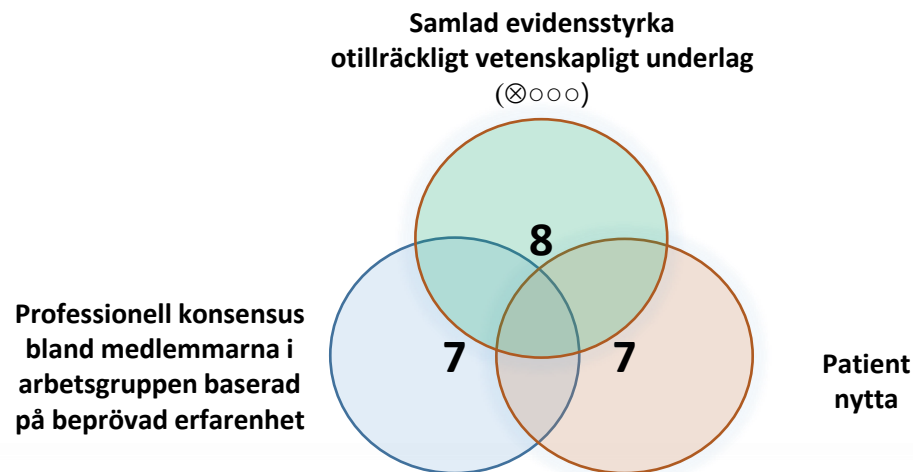 Samlad evidensstyrka
otillräckligt vetenskapligt underlag
(⊗○○○)
8
Professionell konsensus
bland medlemmarna i
arbetsgruppen baserad
på beprövad erfarenhet
7
7
Patient
nytta